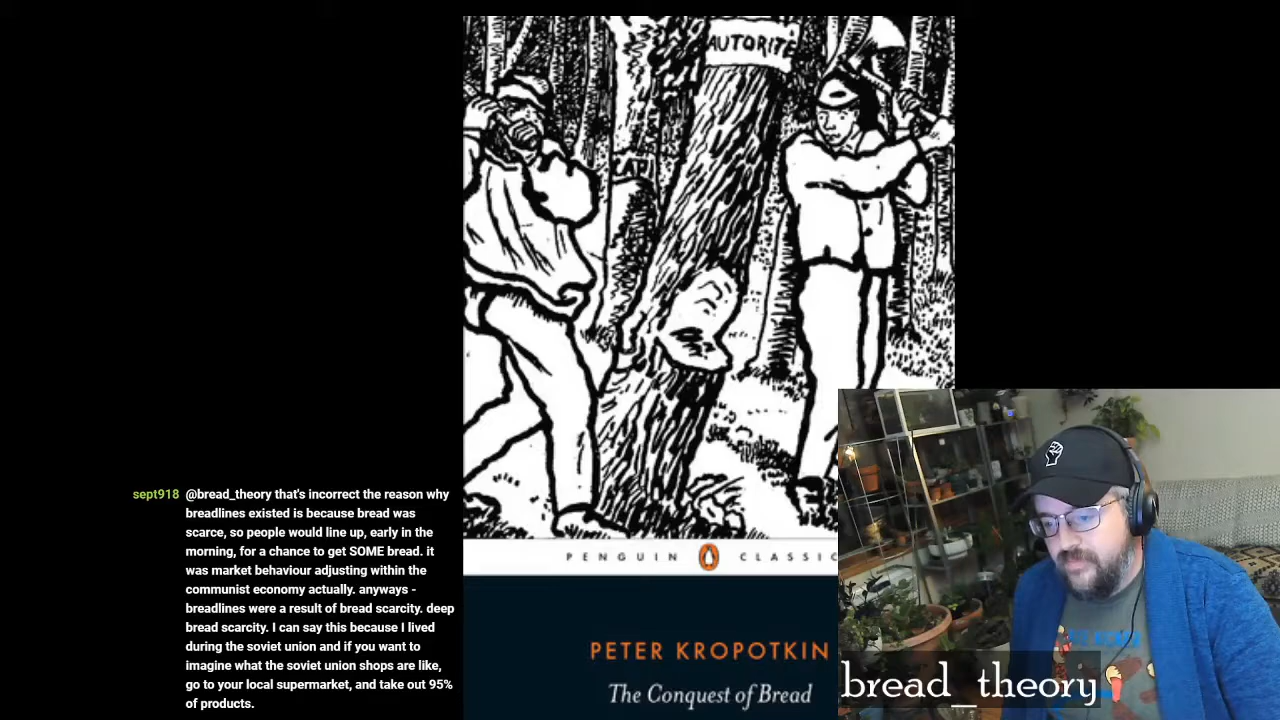 AUTORITÉ
CAPI
sept918 @bread_theory that's incorrect the reason why
breadlines existed is because bread was
scarce, so people would line up, early in the
morning, for a chance to get SOME bread. it
was market behaviour adjusting within the
communist economy actually. anyways -
breadlines were a result of bread scarcity. deep
bread scarcity. I can say this because I lived
during the soviet union and if you want to
imagine what the soviet union shops are like,
go to your local supermarket, and take out 95%
of products.
PENGUIN CLASSIC
PETER KROPOTKIN
The Conquest of Bread
bread_theory